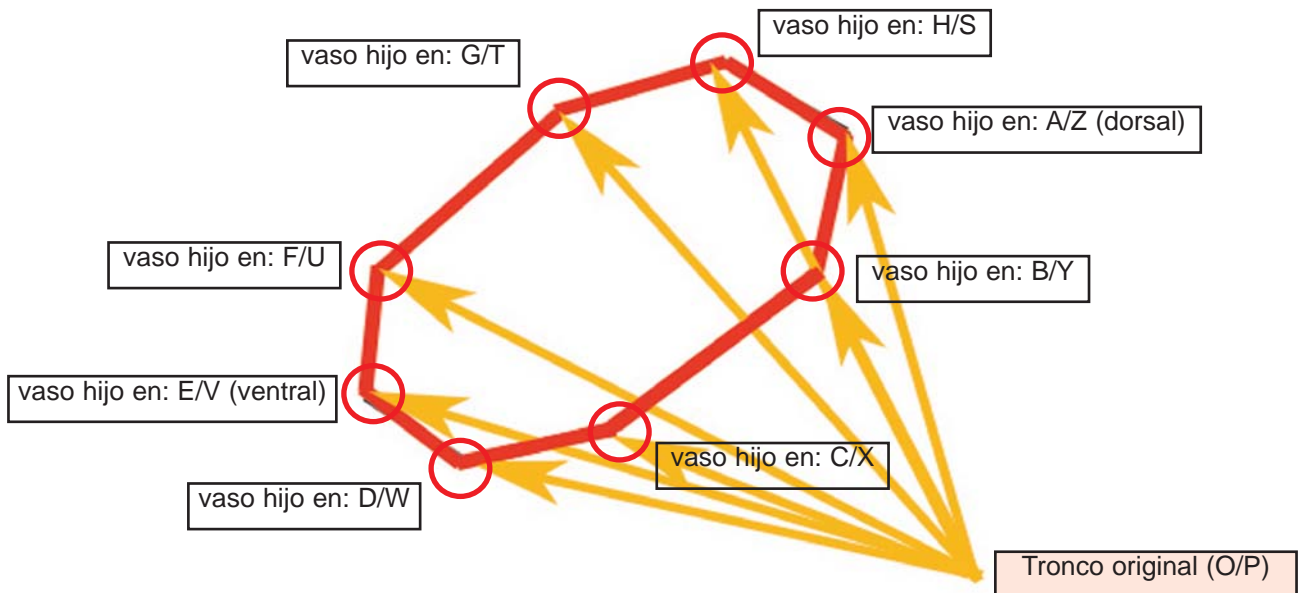 vaso hijo en: H/S
vaso hijo en: G/T
vaso hijo en: A/Z (dorsal)
vaso hijo en: F/U
vaso hijo en: B/Y
vaso hijo en: E/V (ventral)
vaso hijo en: C/X
vaso hijo en: D/W
Tronco original (O/P)